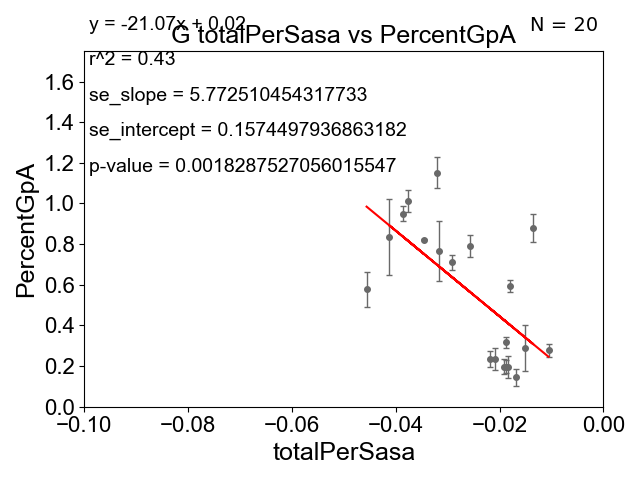 y = -21.07x + 0.02
N = 20
G totalPerSasa vs PercentGpA
r^2 = 0.43
se_slope = 5.772510454317733
se_intercept = 0.1574497936863182
p-value = 0.0018287527056015547
1.6
1.4
1.2
1.0
0.8
0.6
0.4
0.2
0.0
PercentGpA
−0.10
−0.08
−0.06
−0.04
−0.02
0.00
totalPerSasa